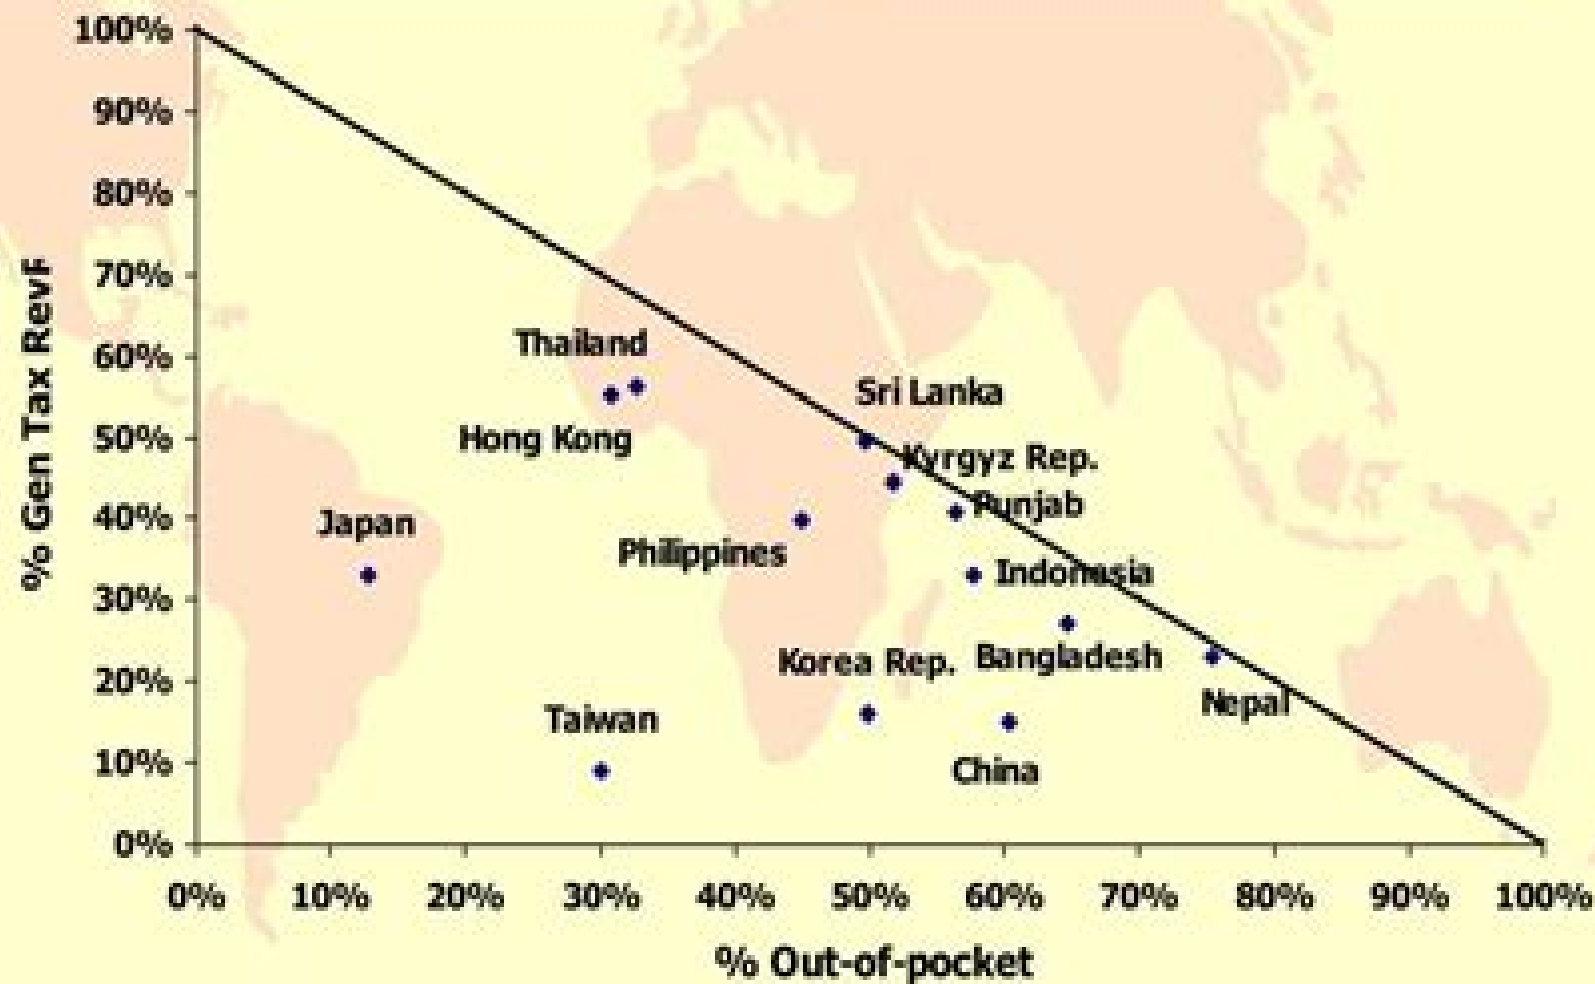 100%
90%
80%
70%
60%
50%
40%
30%
20%
10%
0%
% Gen Tax RevF
Thailand
Hong Kong
Sri Lanka
Kyrgyz Rep.
Punjab
Japan
Philippines
Indonesia
Korea Rep.
Bangladesh
Nepal
Taiwan
China
0% 10% 20% 30% 40% 50% 60% 70% 80% 90% 100%
% Out-of-pocket